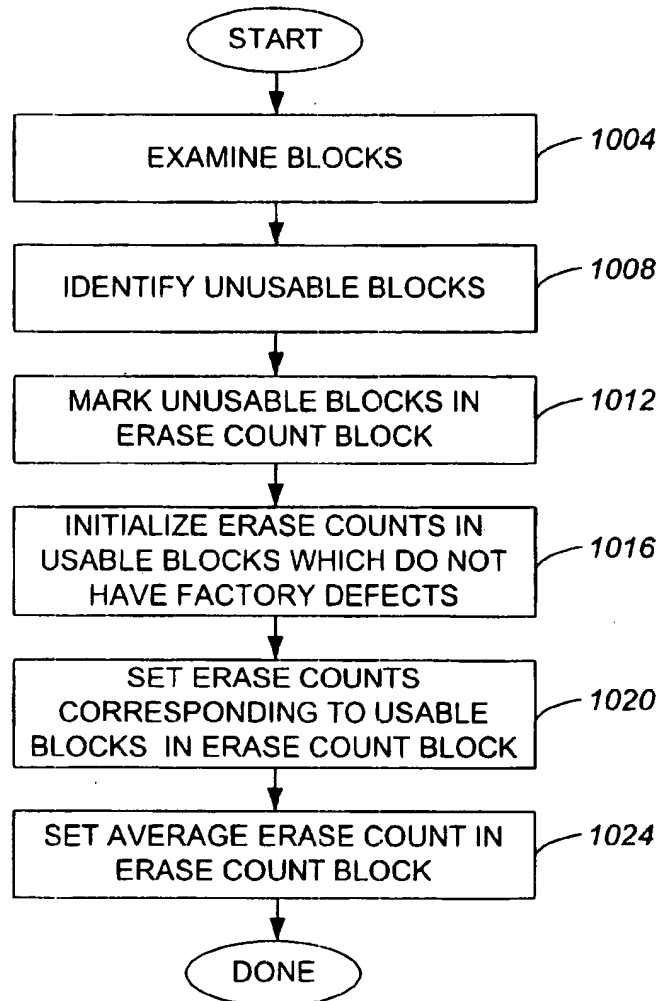 START
EXAMINE BLOCKS
1004
IDENTIFY UNUSABLE BLOCKS
1008
MARK UNUSABLE BLOCKS IN
ERASE COUNT BLOCK
1012
INITIALIZE ERASE COUNTS IN
USABLE BLOCKS WHICH DO NOT
HAVE FACTORY DEFECTS
1016
SET ERASE COUNTS
CORRESPONDING TO USABLE
BLOCKS IN ERASE COUNT BLOCK
1020
SET AVERAGE ERASE COUNT IN
ERASE COUNT BLOCK
1024
DONE